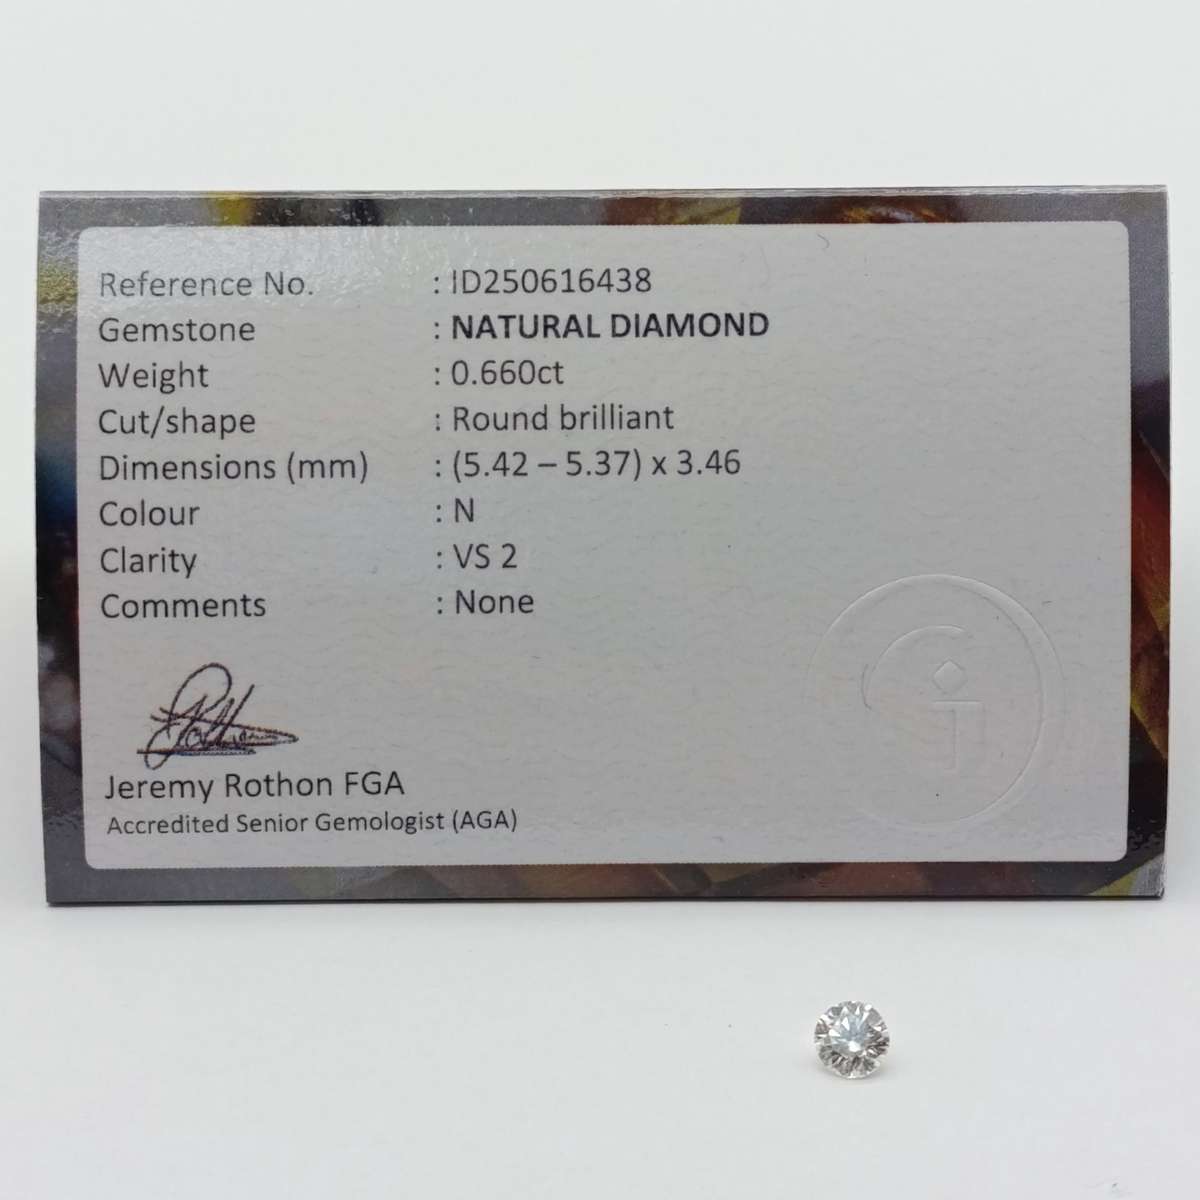 Reference No. : ID250616438
Gemstone : NATURAL DIAMOND
Weight : 0.660ct
Cut/shape : Round brilliant
Dimensions (mm) : (5.42 – 5.37) x 3.46
Colour : N
Clarity : VS 2
Comments : None
Jeremy Rothon FGA
Accredited Senior Gemologist (AGA)